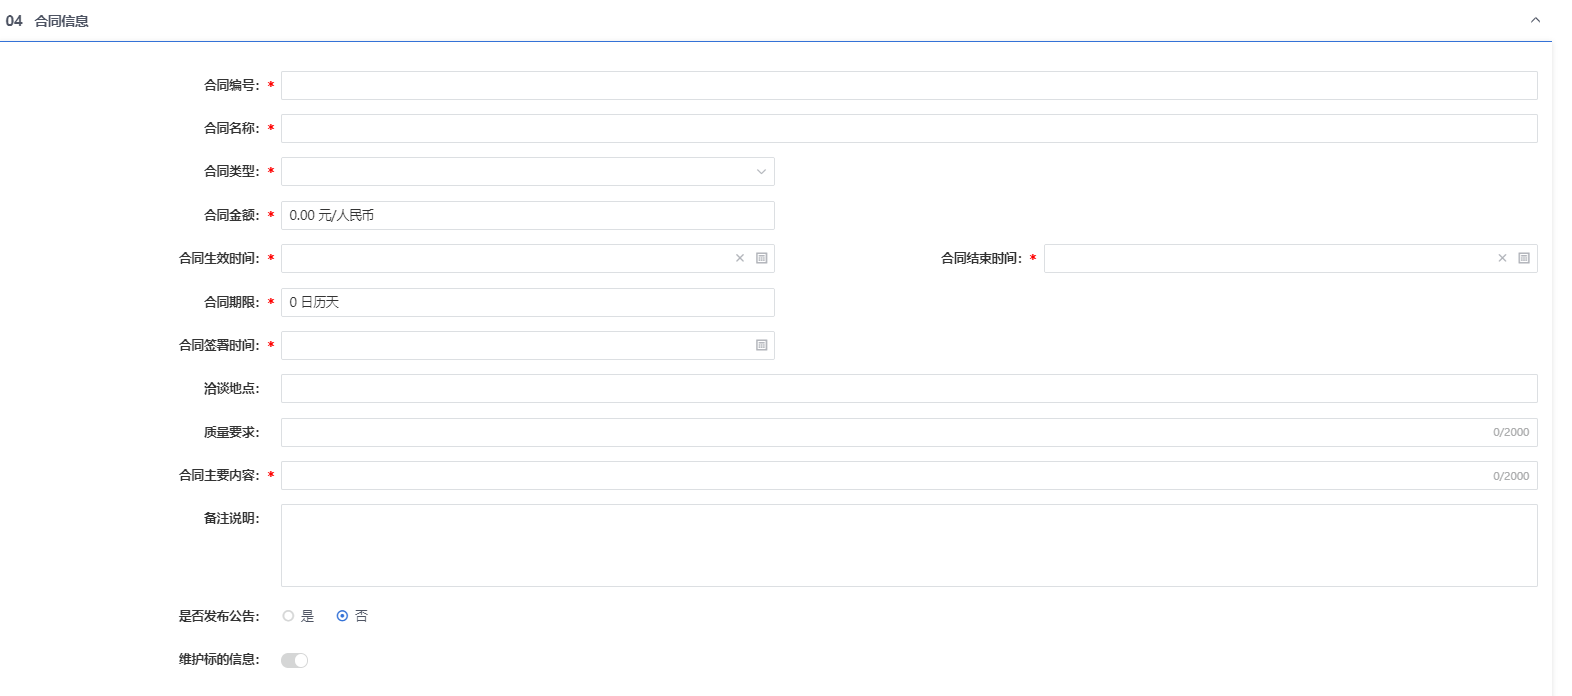 04 合同信息
合同编号: *
合同名称: *
合同类型: *
合同金额: * 0.00 元/人民币
合同生效时间: * 合同结束时间: *
合同期限: * 0 日历天
合同签署时间: *
洽谈地点:
质量要求: 0/2000
合同主要内容: * 0/2000
备注说明:
是否发布公告: 是 否
维护标的信息: